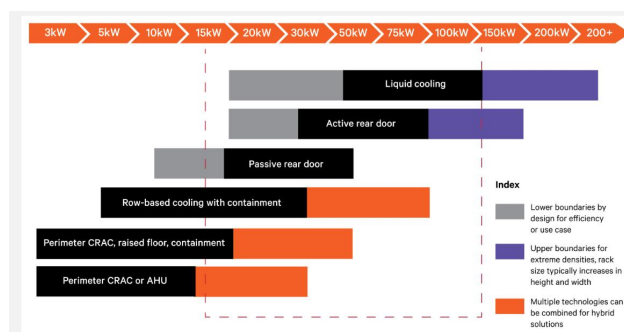 3kW 5kW 10kW 15kW 20kW 30kW 50kW 75kW 100kW 150kW 200kW 200+
Liquid cooling
Active rear door
Passive rear door
Row-based cooling with containment
Perimeter CRAC, raised floor, containment
Perimeter CRAC or AHU
Index
Lower boundaries by
design for efficiency
or use case
Upper boundaries for
extreme densities, rack
size typically increases in
height and width
Multiple technologies can
be combined for hybrid
solutions